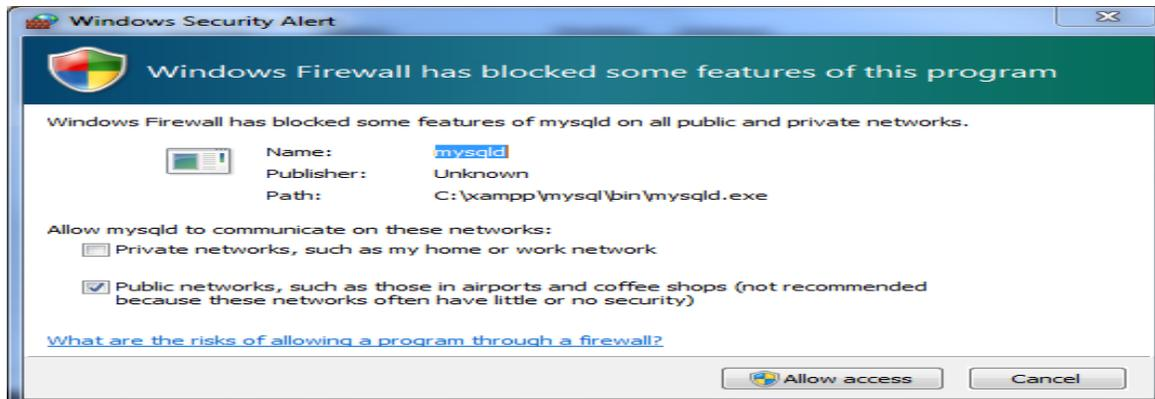 Windows Security Alert
Windows Firewall has blocked some features of this program
Windows Firewall has blocked some features of mysqld on all public and private networks.
Name: mysqld
Publisher: Unknown
Path: C:\xampp\mysql\bin\mysqld.exe
Allow mysqld to communicate on these networks:
Private networks, such as my home or work network
Public networks, such as those in airports and coffee shops (not recommended
because these networks often have little or no security)
What are the risks of allowing a program through a firewall?
Allow access Cancel